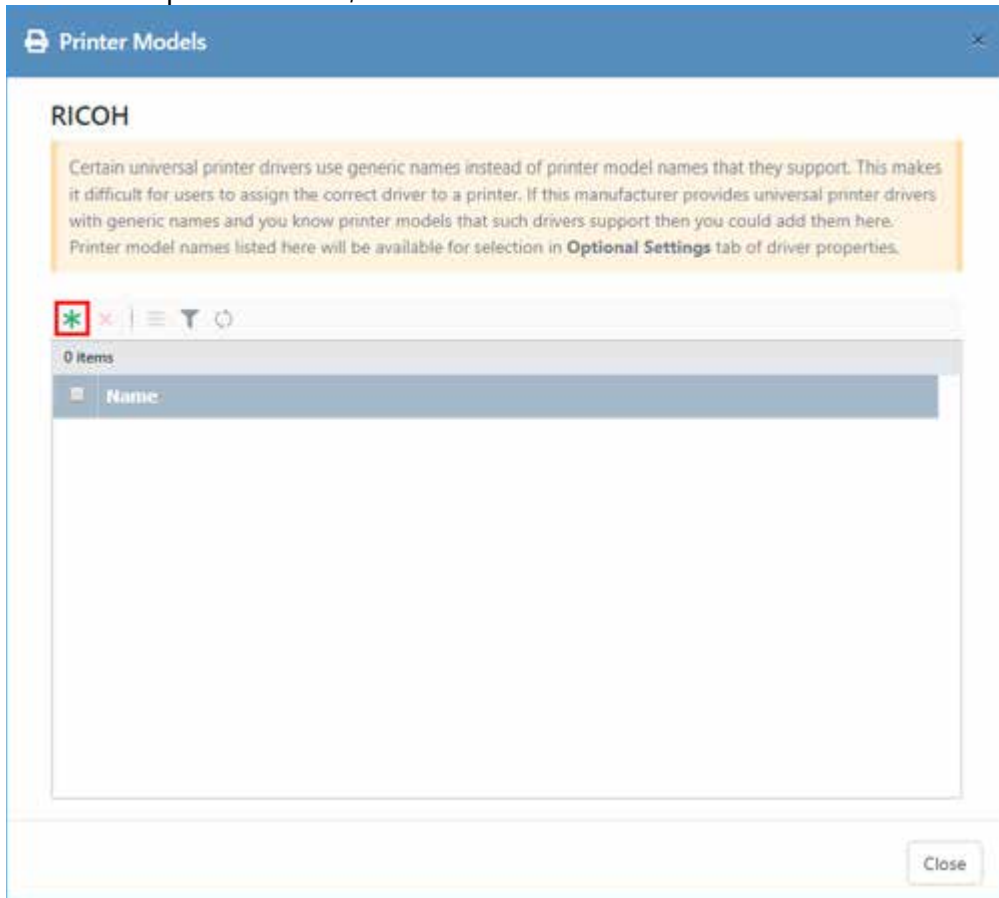 Printer Models
RICOH
Certain universal printer drivers use generic names instead of printer model names that they support. This makes
it difficult for users to assign the correct driver to a printer. If this manufacturer provides universal printer drivers
with generic names and you know printer models that such drivers support then you could add them here.
Printer model names listed here will be available for selection in Optional Settings tab of driver properties.
0 items
Name
Close